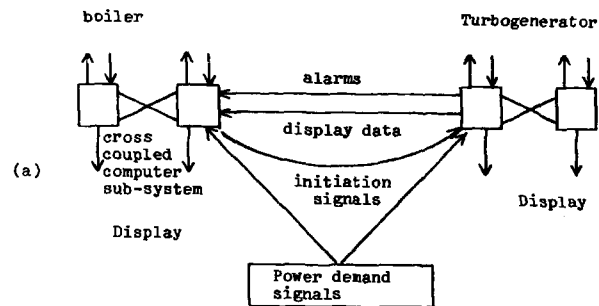 boiler
Turbogenerator
alarms
display data
cross
coupled
computer
sub-system
(a)
initiation
signals
Display
Display
Power demand
signals